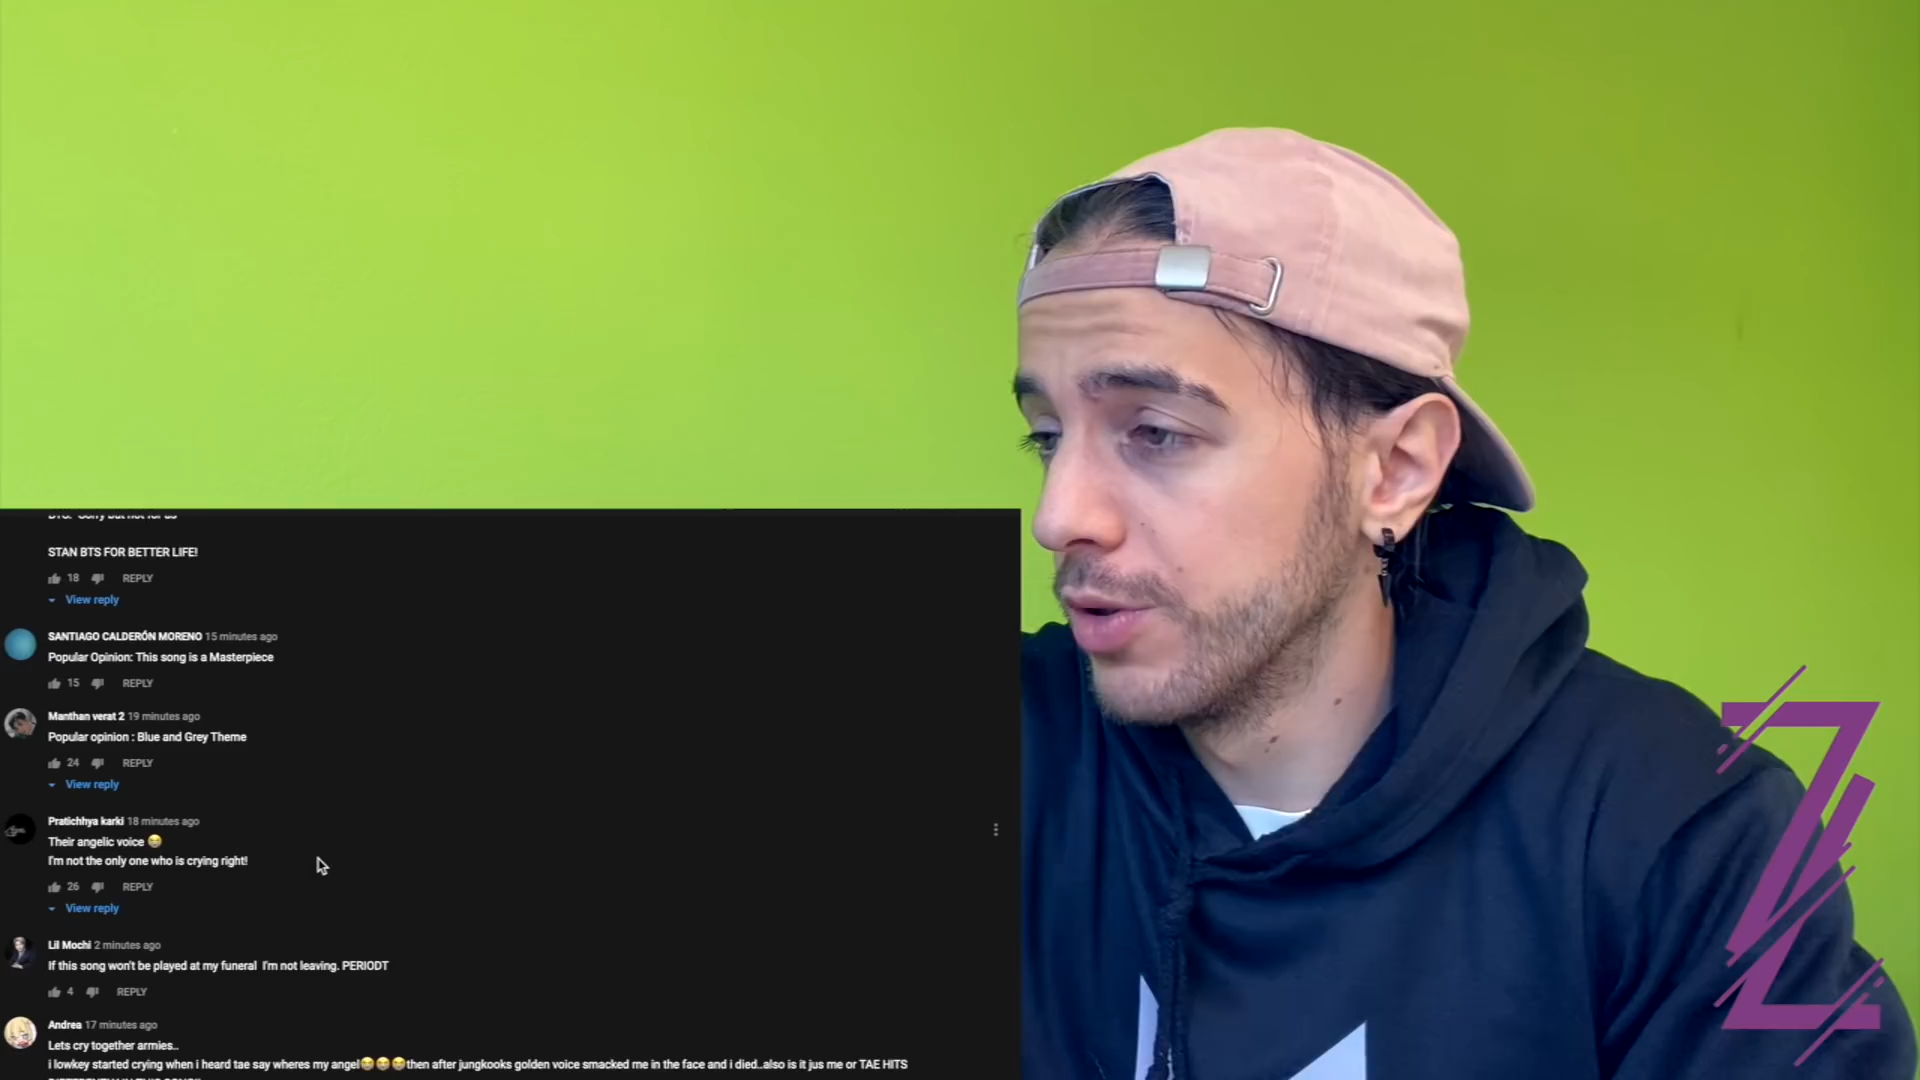 STAN BTS FOR BETTER LIFE!
18 REPLY
View reply
SANTIAGO CALDERÓN MORENO 15 minutes ago
Popular Opinion: This song is a Masterpiece
15 REPLY
Manthan verat 2 19 minutes ago
Popular opinion : Blue and Grey Theme
24 REPLY
View reply
Pratichhya karki 18 minutes ago
Their angelic voice 😭
I'm not the only one who is crying right!
26 REPLY
View reply
Lil Mochi 2 minutes ago
If this song won't be played at my funeral I'm not leaving. PERIODT
4 REPLY
Andrea 17 minutes ago
Lets cry together armies..
i lowkey started crying when i heard tae say wheres my angel😭😭😭then after jungkooks golden voice smacked me in the face and i died..also is it jus me or TAE HITS
Z